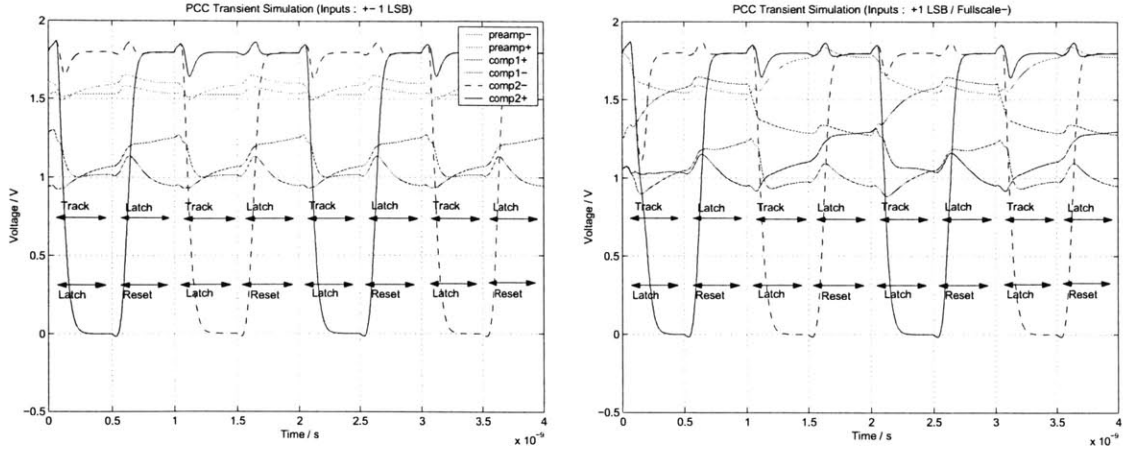 PCC Transient Simulation (Inputs : +− 1 LSB)
preamp−
preamp+
comp1+
comp1−
comp2−
comp2+
2
1.5
1
0.5
0
−0.5
Voltage / V
Track Latch Track Latch Track Latch Track Latch
Latch Reset Latch Reset Latch Reset Latch Reset
0 0.5 1 1.5 2 2.5 3 3.5 4
Time / s
x 10⁻⁹
PCC Transient Simulation (Inputs : +1 LSB / Fullscale−)
2
1.5
1
0.5
0
−0.5
Voltage / V
Track Latch Track Latch Track Latch Track Latch
Latch Reset Latch Reset Latch Reset Latch Reset
0 0.5 1 1.5 2 2.5 3 3.5 4
Time / s
x 10⁻⁹